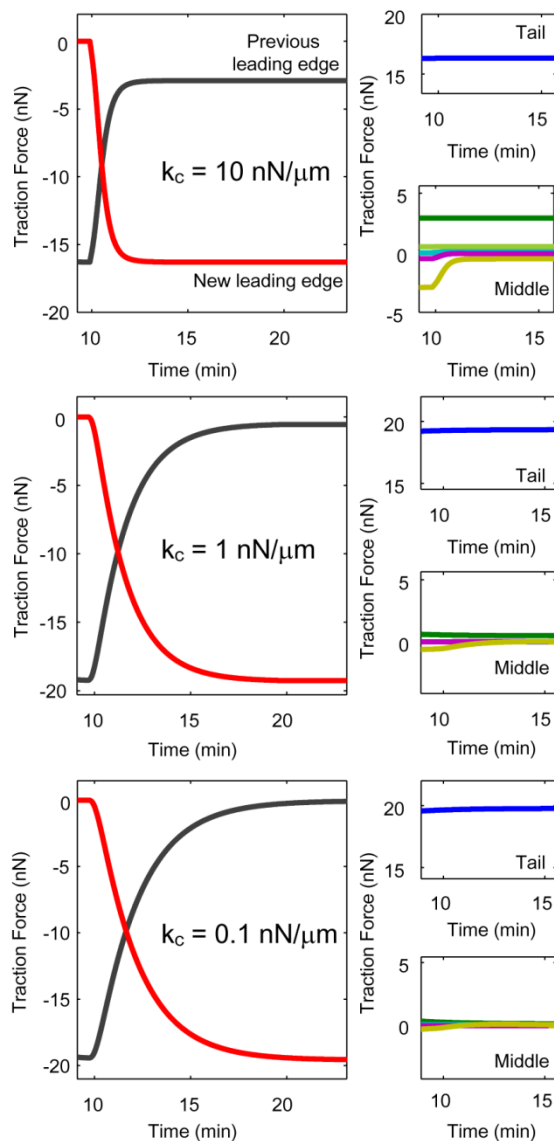 Traction Force (nN)
0
-5
-10
-15
-20
Previous
leading edge
k_c = 10 nN/μm
New leading edge
10
15
20
Time (min)
Traction Force (nN)
20
15
Tail
10
15
Time (min)
5
0
-5
Middle
10
15
Time (min)
Traction Force (nN)
0
-5
-10
-15
-20
k_c = 1 nN/μm
10
15
20
Time (min)
Traction Force (nN)
20
15
Tail
10
15
Time (min)
5
0
Middle
10
15
Time (min)
Traction Force (nN)
0
-5
-10
-15
-20
k_c = 0.1 nN/μm
10
15
20
Time (min)
Traction Force (nN)
20
15
Tail
10
15
Time (min)
5
0
Middle
10
15
Time (min)